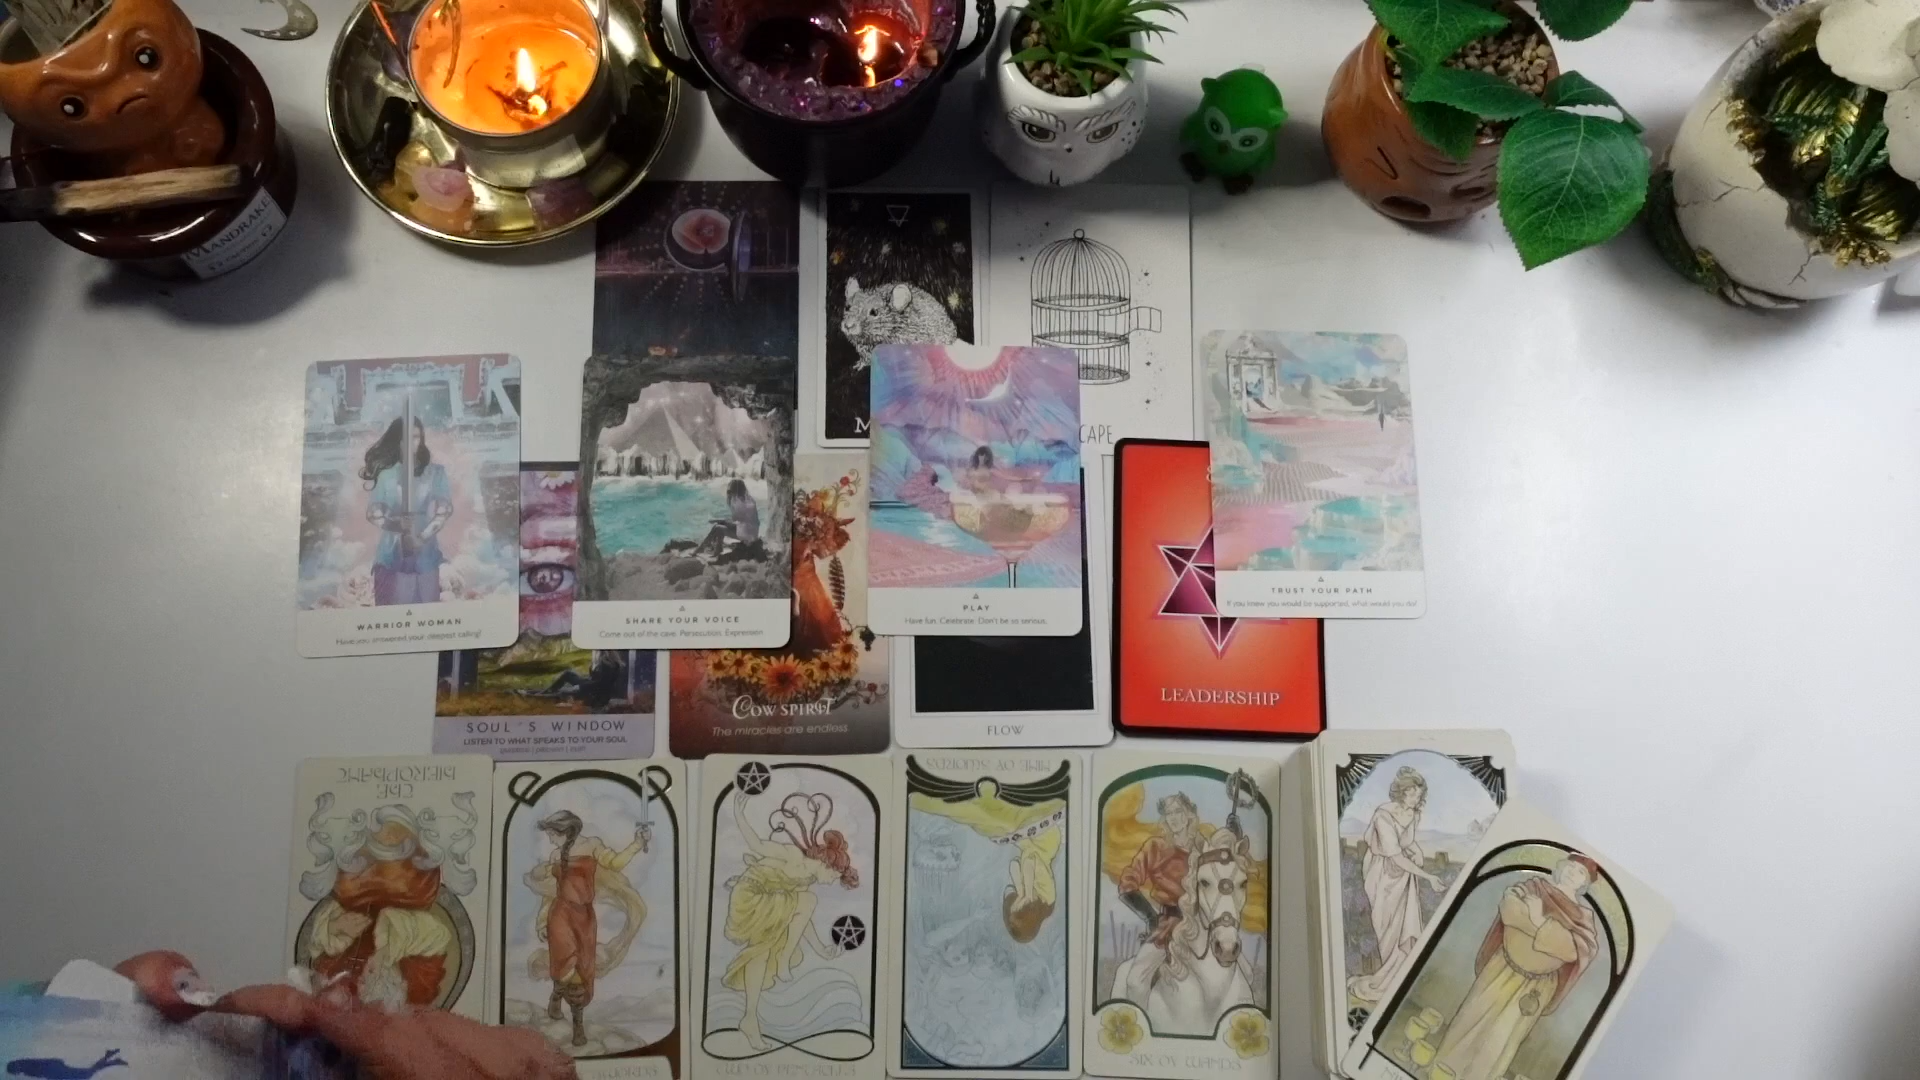 MANDRAKE
M
CAPE
WARRIOR WOMAN
Have you answered your deepest calling?
SHARE YOUR VOICE
Come out of the cave. Persecution. Expression
PLAY
Have fun. Celebrate. Don't be so serious.
TRUST YOUR PATH
If you knew you would be supported, what would you do?
SOUL'S WINDOW
LISTEN TO WHAT SPEAKS TO YOUR SOUL
COW SPIRIT
The miracles are endless.
FLOW
LEADERSHIP
THE
HIEROPHANT
NINE OF SWORDS
SIX OF WANDS